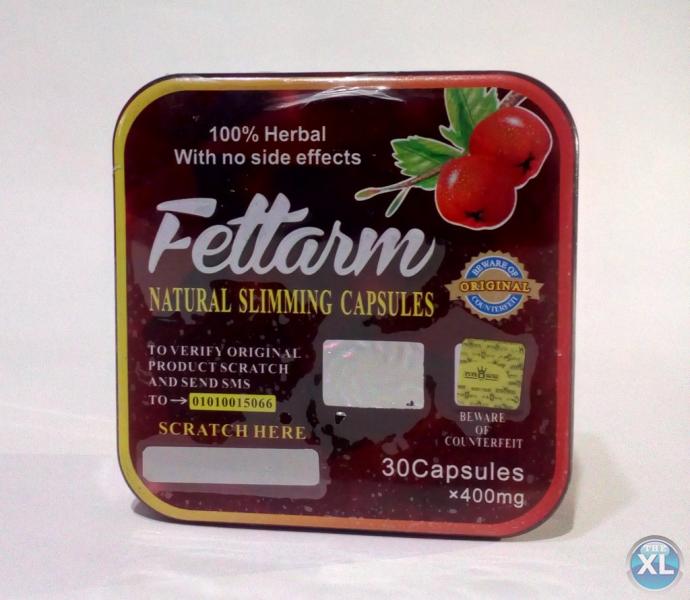 100% Herbal
With no side effects
Fettarm
NATURAL SLIMMING CAPSULES
BEWARE OF
ORIGINAL
COUNTERFEIT
TO VERIFY ORIGINAL
PRODUCT SCRATCH
AND SEND SMS
TO → 01010015066
SCRATCH HERE
BEWARE
OF
COUNTERFEIT
30Capsules
×400mg
THE
XL